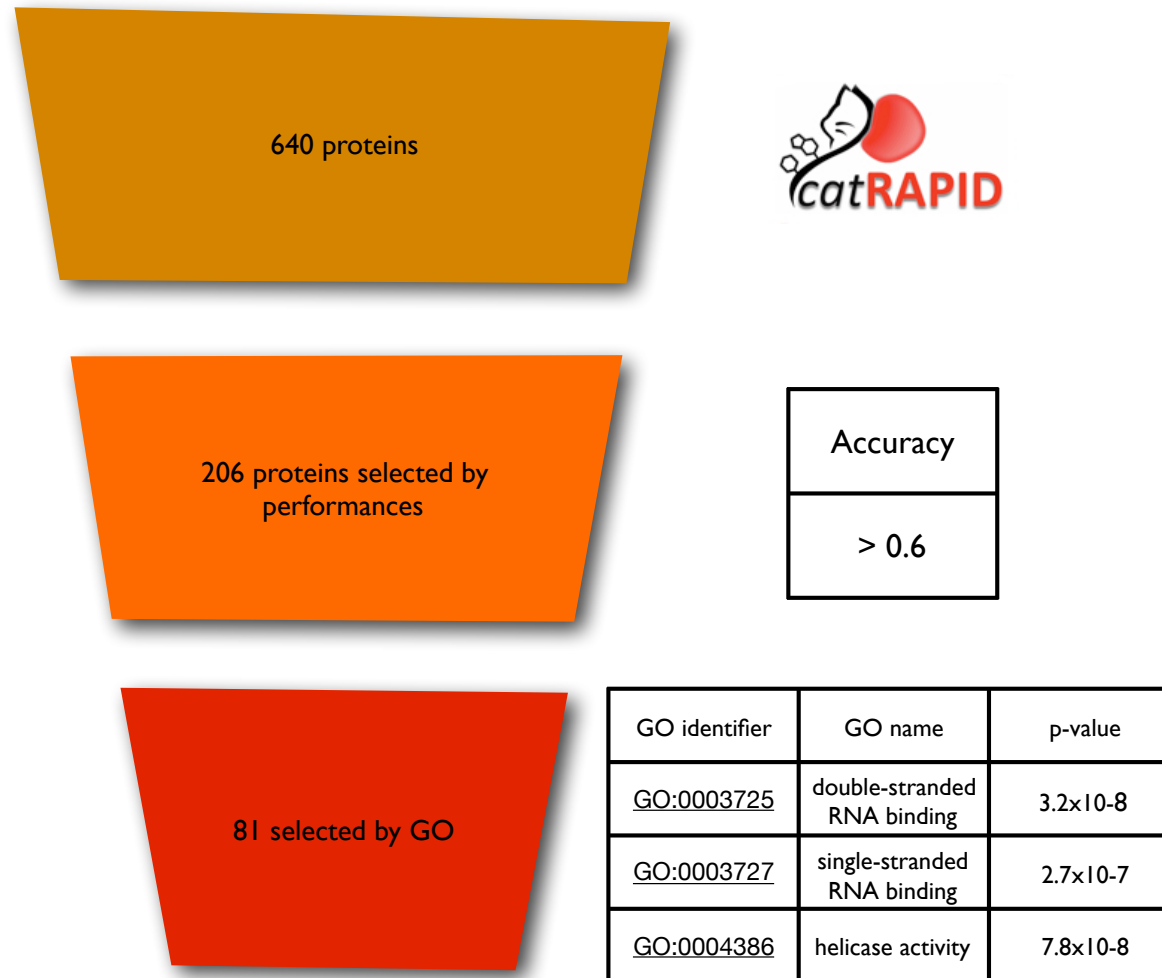 640 proteins
catRAPID
206 proteins selected by
performances
Accuracy
> 0.6
81 selected by GO
GO identifier GO name p-value
GO:0003725 double-stranded RNA binding 3.2x10-8
GO:0003727 single-stranded RNA binding 2.7x10-7
GO:0004386 helicase activity 7.8x10-8